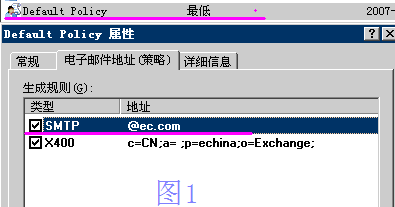 Default Policy 最低 2007-
Default Policy 属性 ? ×
常规 电子邮件地址(策略) 详细信息
生成规则(G):
类型 地址
SMTP @ec.com
X400 c=CN;a= ;p=echina;o=Exchange;
图1